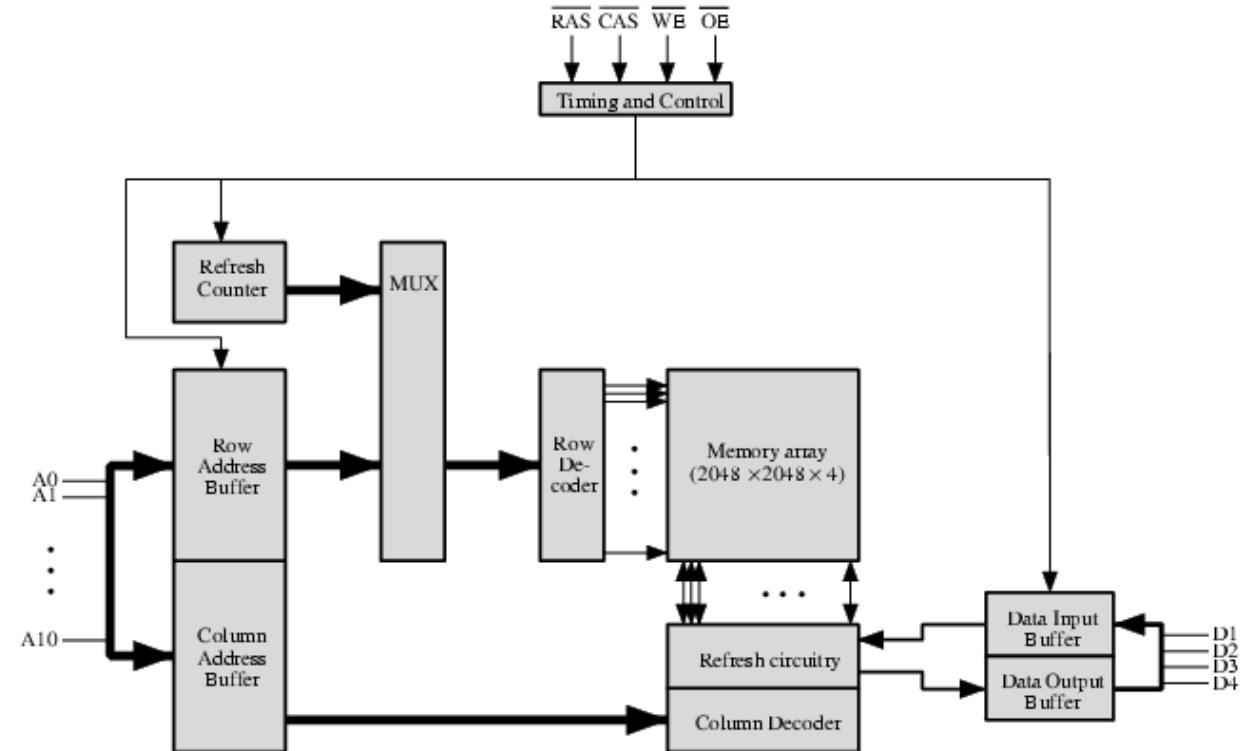 RAS CAS WE OE
Timing and Control
Refresh
Counter
MUX
Row
Address
Buffer
Row
De-
coder
Memory array
(2048 ×2048× 4)
A0
A1
A10
Column
Address
Buffer
Refresh circuitry
Column Decoder
Data Input
Buffer
Data Output
Buffer
D1
D2
D3
D4